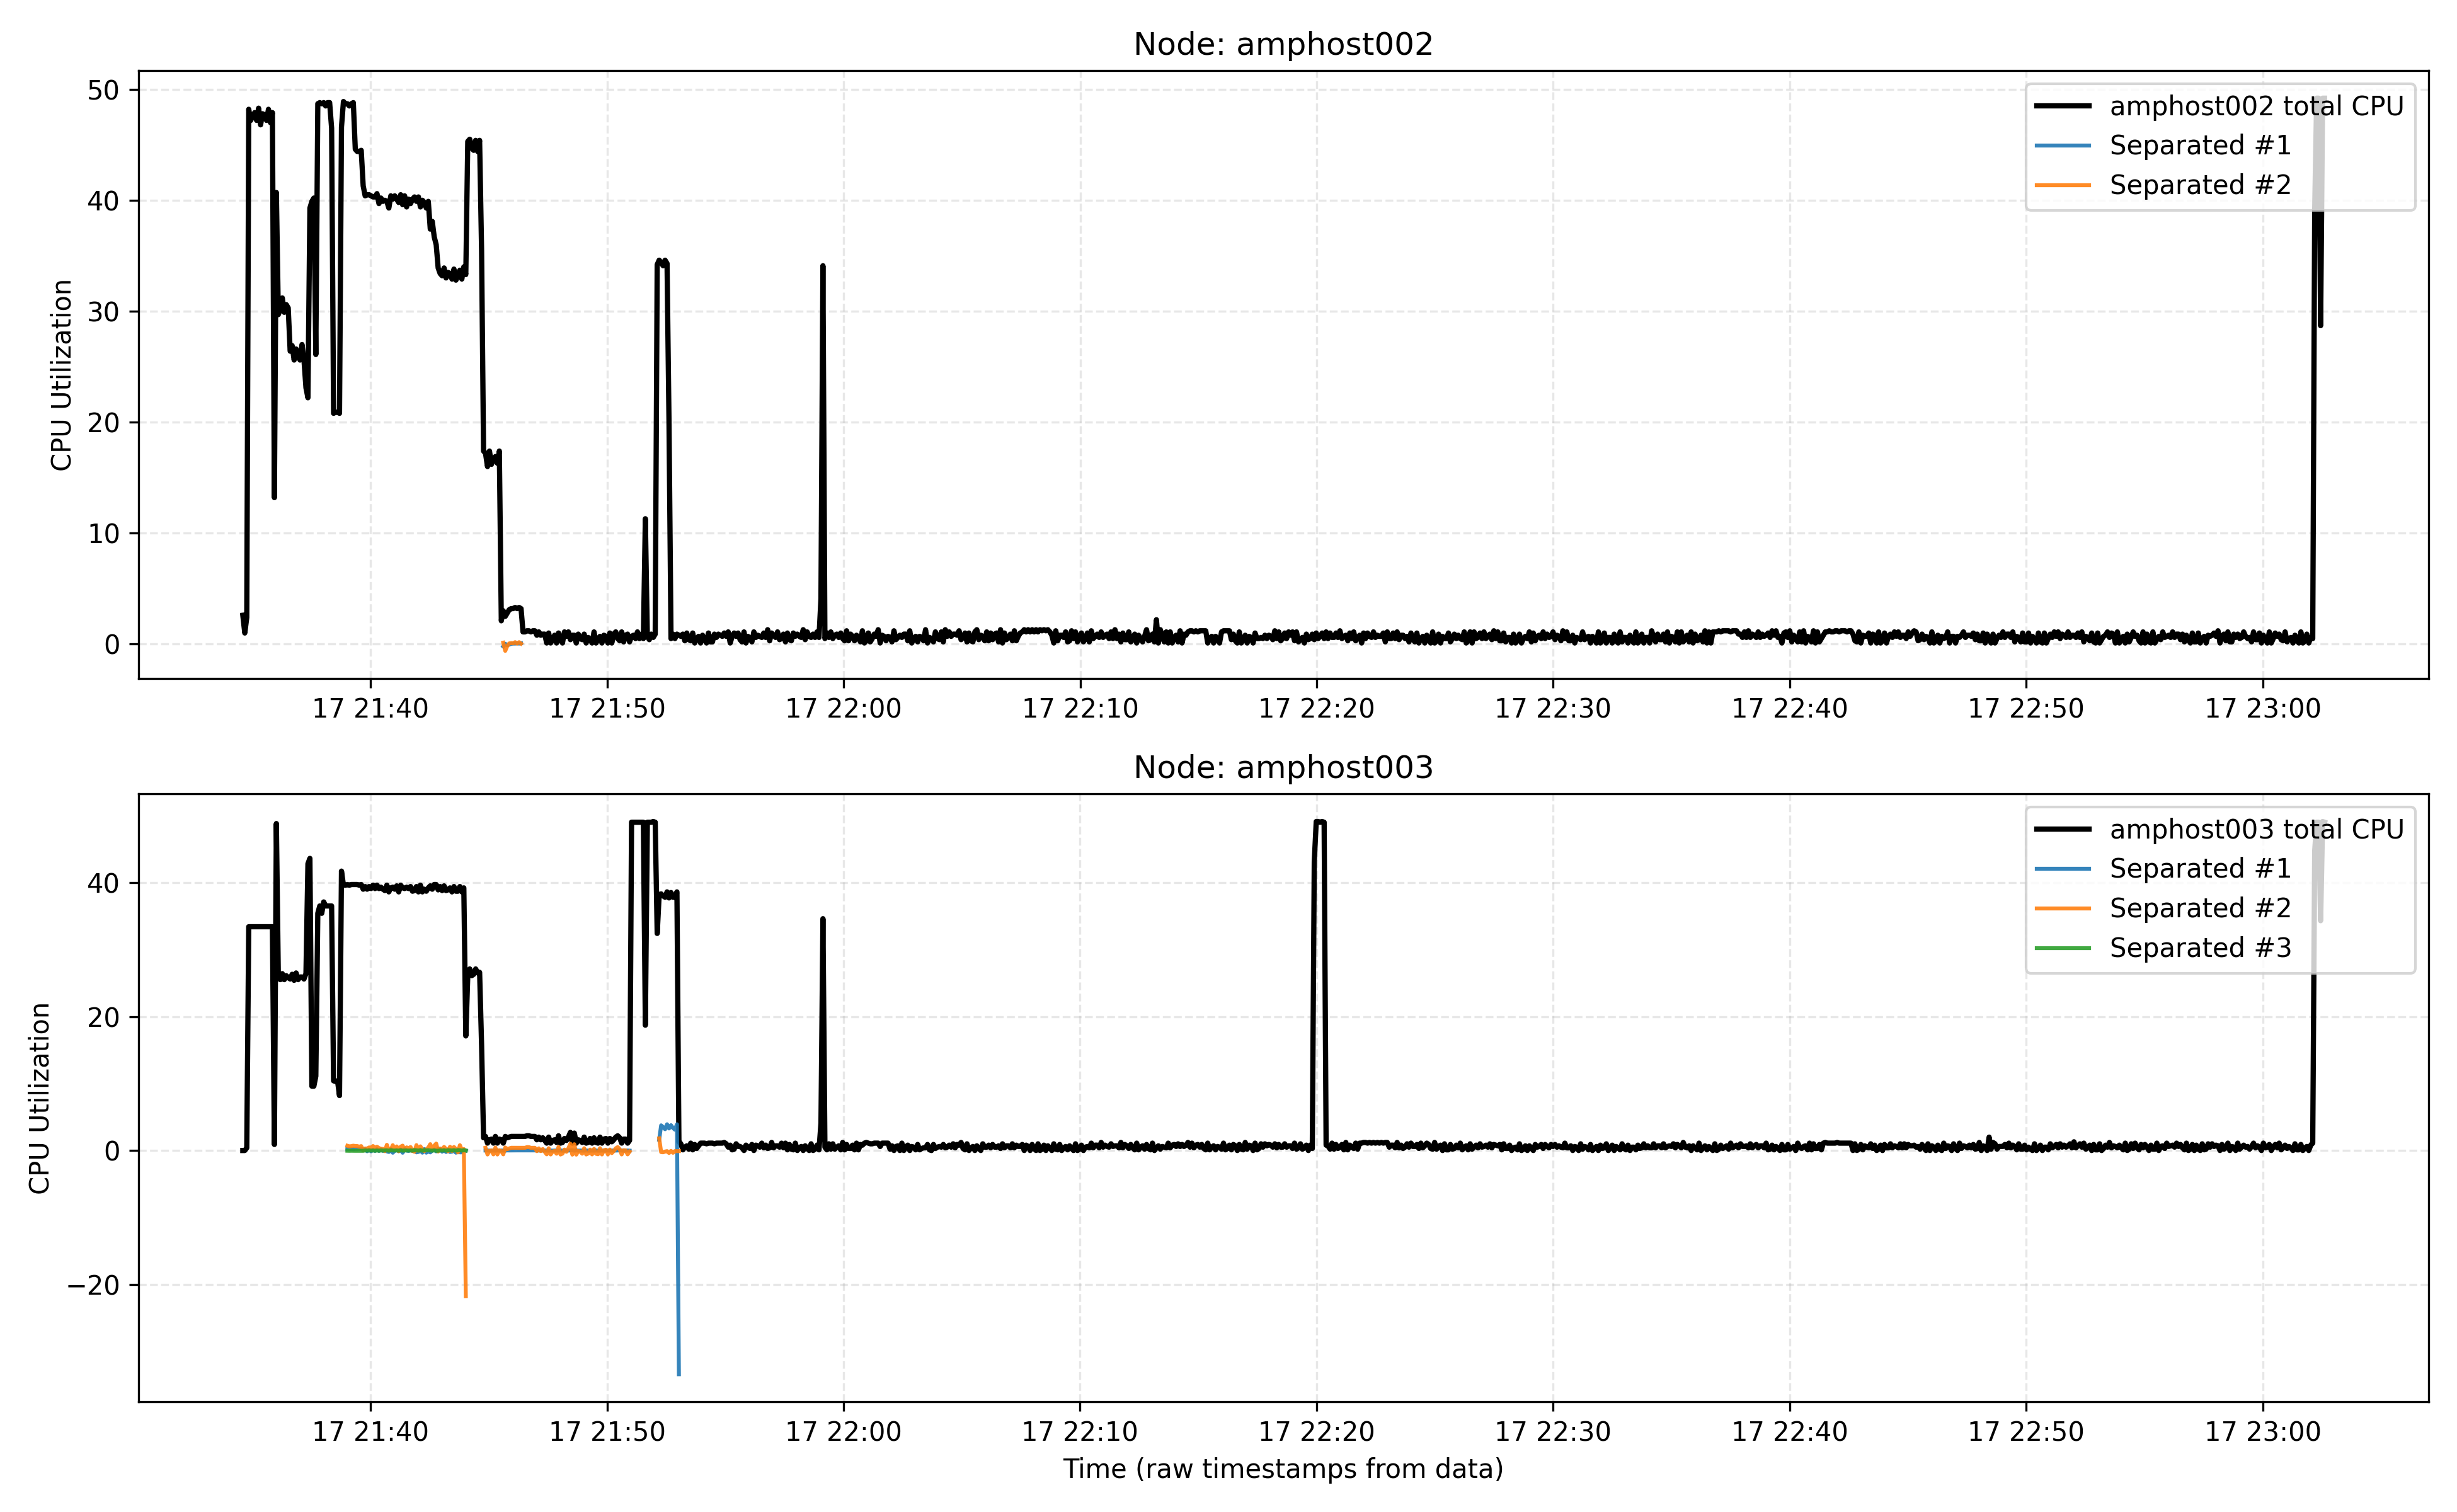 Node: amphost002
CPU Utilization
50
40
30
20
10
0
amphost002 total CPU
Separated #1
Separated #2
17 21:40 17 21:50 17 22:00 17 22:10 17 22:20 17 22:30 17 22:40 17 22:50 17 23:00
Node: amphost003
CPU Utilization
40
20
0
−20
amphost003 total CPU
Separated #1
Separated #2
Separated #3
17 21:40 17 21:50 17 22:00 17 22:10 17 22:20 17 22:30 17 22:40 17 22:50 17 23:00
Time (raw timestamps from data)